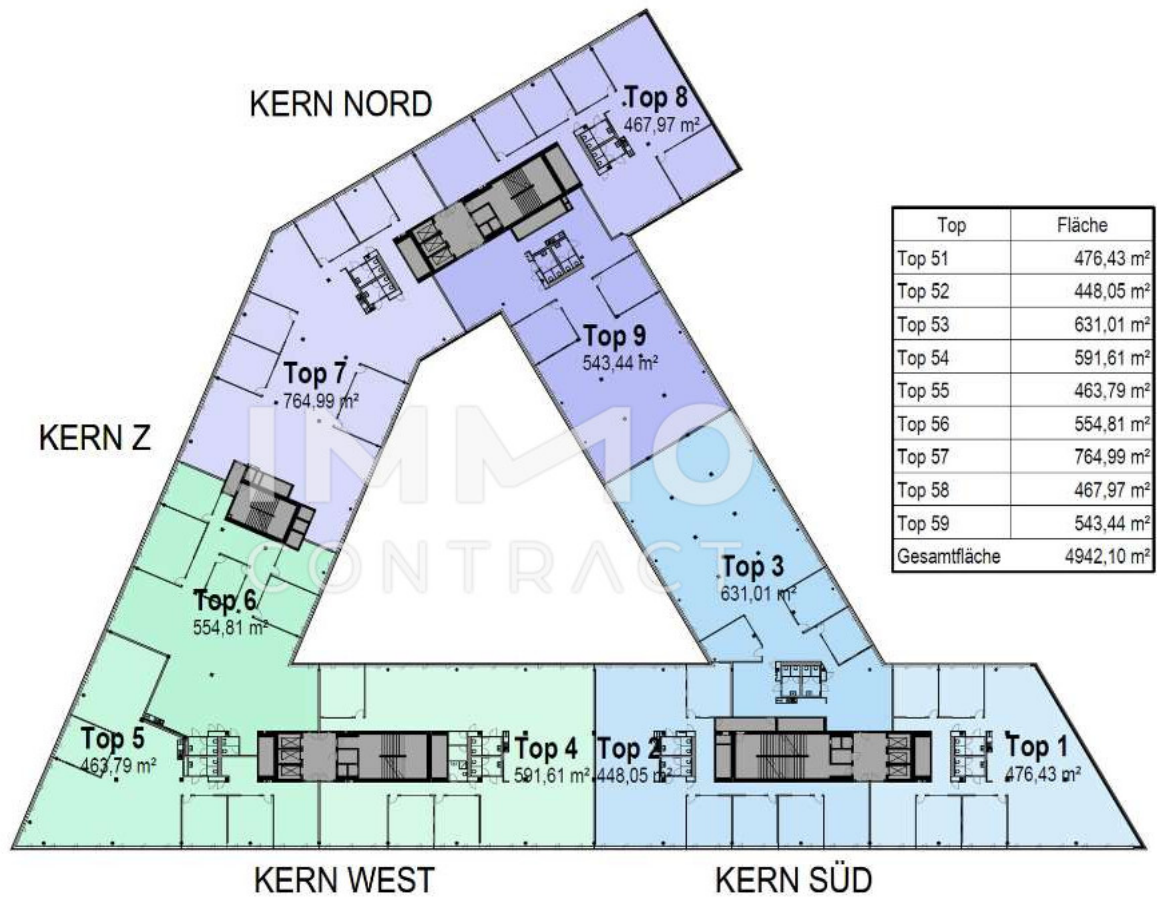 KERN NORD
Top 8
467,97 m²
Top 9
543,44 m²
Top 7
764,99 m²
KERN Z
Top 6
554,81 m²
Top 3
631,01 m²
Top 5
463,79 m²
Top 4
591,61 m²
Top 2
448,05 m²
Top 1
476,43 m²
KERN WEST
KERN SÜD
IMMO
CONTRACT
Top Fläche
Top 51 476,43 m²
Top 52 448,05 m²
Top 53 631,01 m²
Top 54 591,61 m²
Top 55 463,79 m²
Top 56 554,81 m²
Top 57 764,99 m²
Top 58 467,97 m²
Top 59 543,44 m²
Gesamtfläche 4942,10 m²